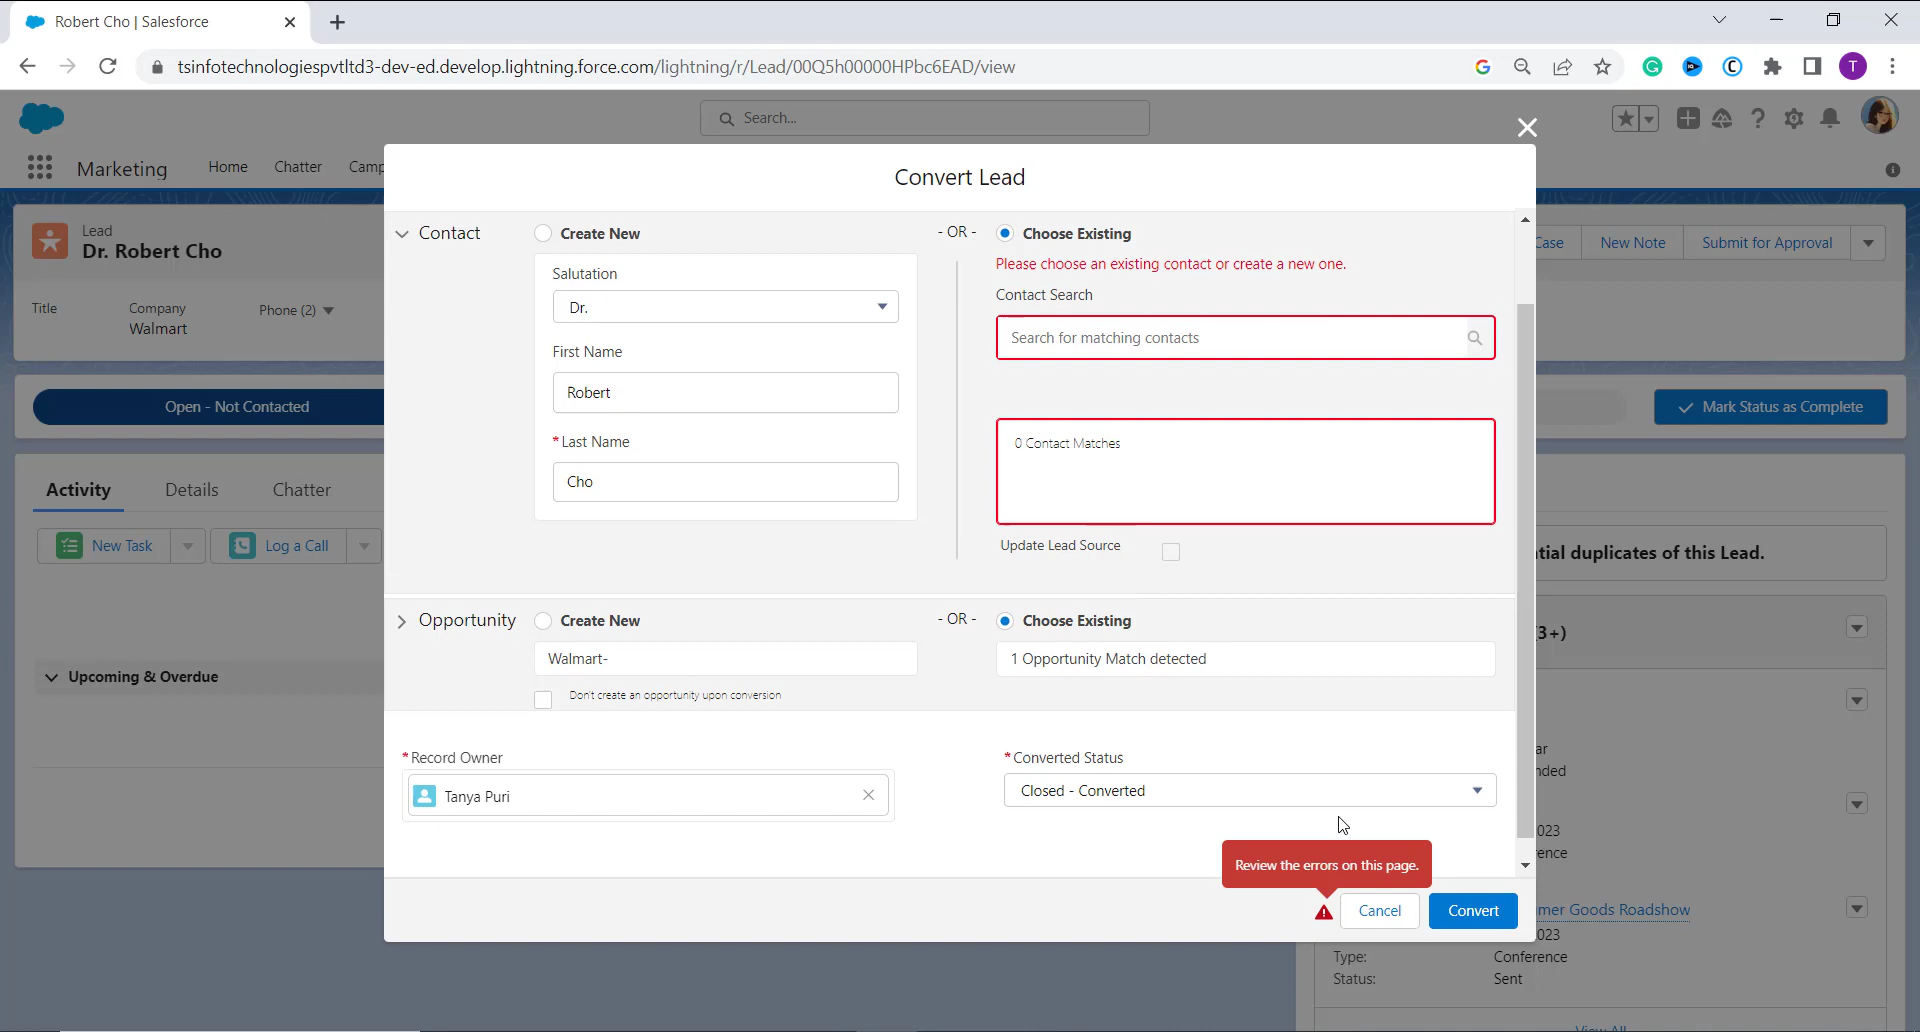 Robert Cho | Salesforce
tsinfotechnologiespvtltd3-dev-ed.develop.lightning.force.com/lightning/r/Lead/00Q5h00000HPbc6EAD/view
T
Search...
Marketing
Home
Chatter
Camp
Convert Lead
Lead
Dr. Robert Cho
Case
New Note
Submit for Approval
Title
Company
Phone (2)
Walmart
Open - Not Contacted
Mark Status as Complete
Activity
Details
Chatter
New Task
Log a Call
Upcoming & Overdue
Contact
Create New
- OR -
Choose Existing
Salutation
Dr.
First Name
Robert
* Last Name
Cho
Please choose an existing contact or create a new one.
Contact Search
Search for matching contacts
0 Contact Matches
Update Lead Source
Opportunity
Create New
- OR -
Choose Existing
Walmart-
1 Opportunity Match detected
Don't create an opportunity upon conversion
* Record Owner
Tanya Puri
* Converted Status
Closed - Converted
Review the errors on this page.
Cancel
Convert
tial duplicates of this Lead.
3+)
ar
nded
023
ence
mer Goods Roadshow
023
Type:
Conference
Status:
Sent
View All